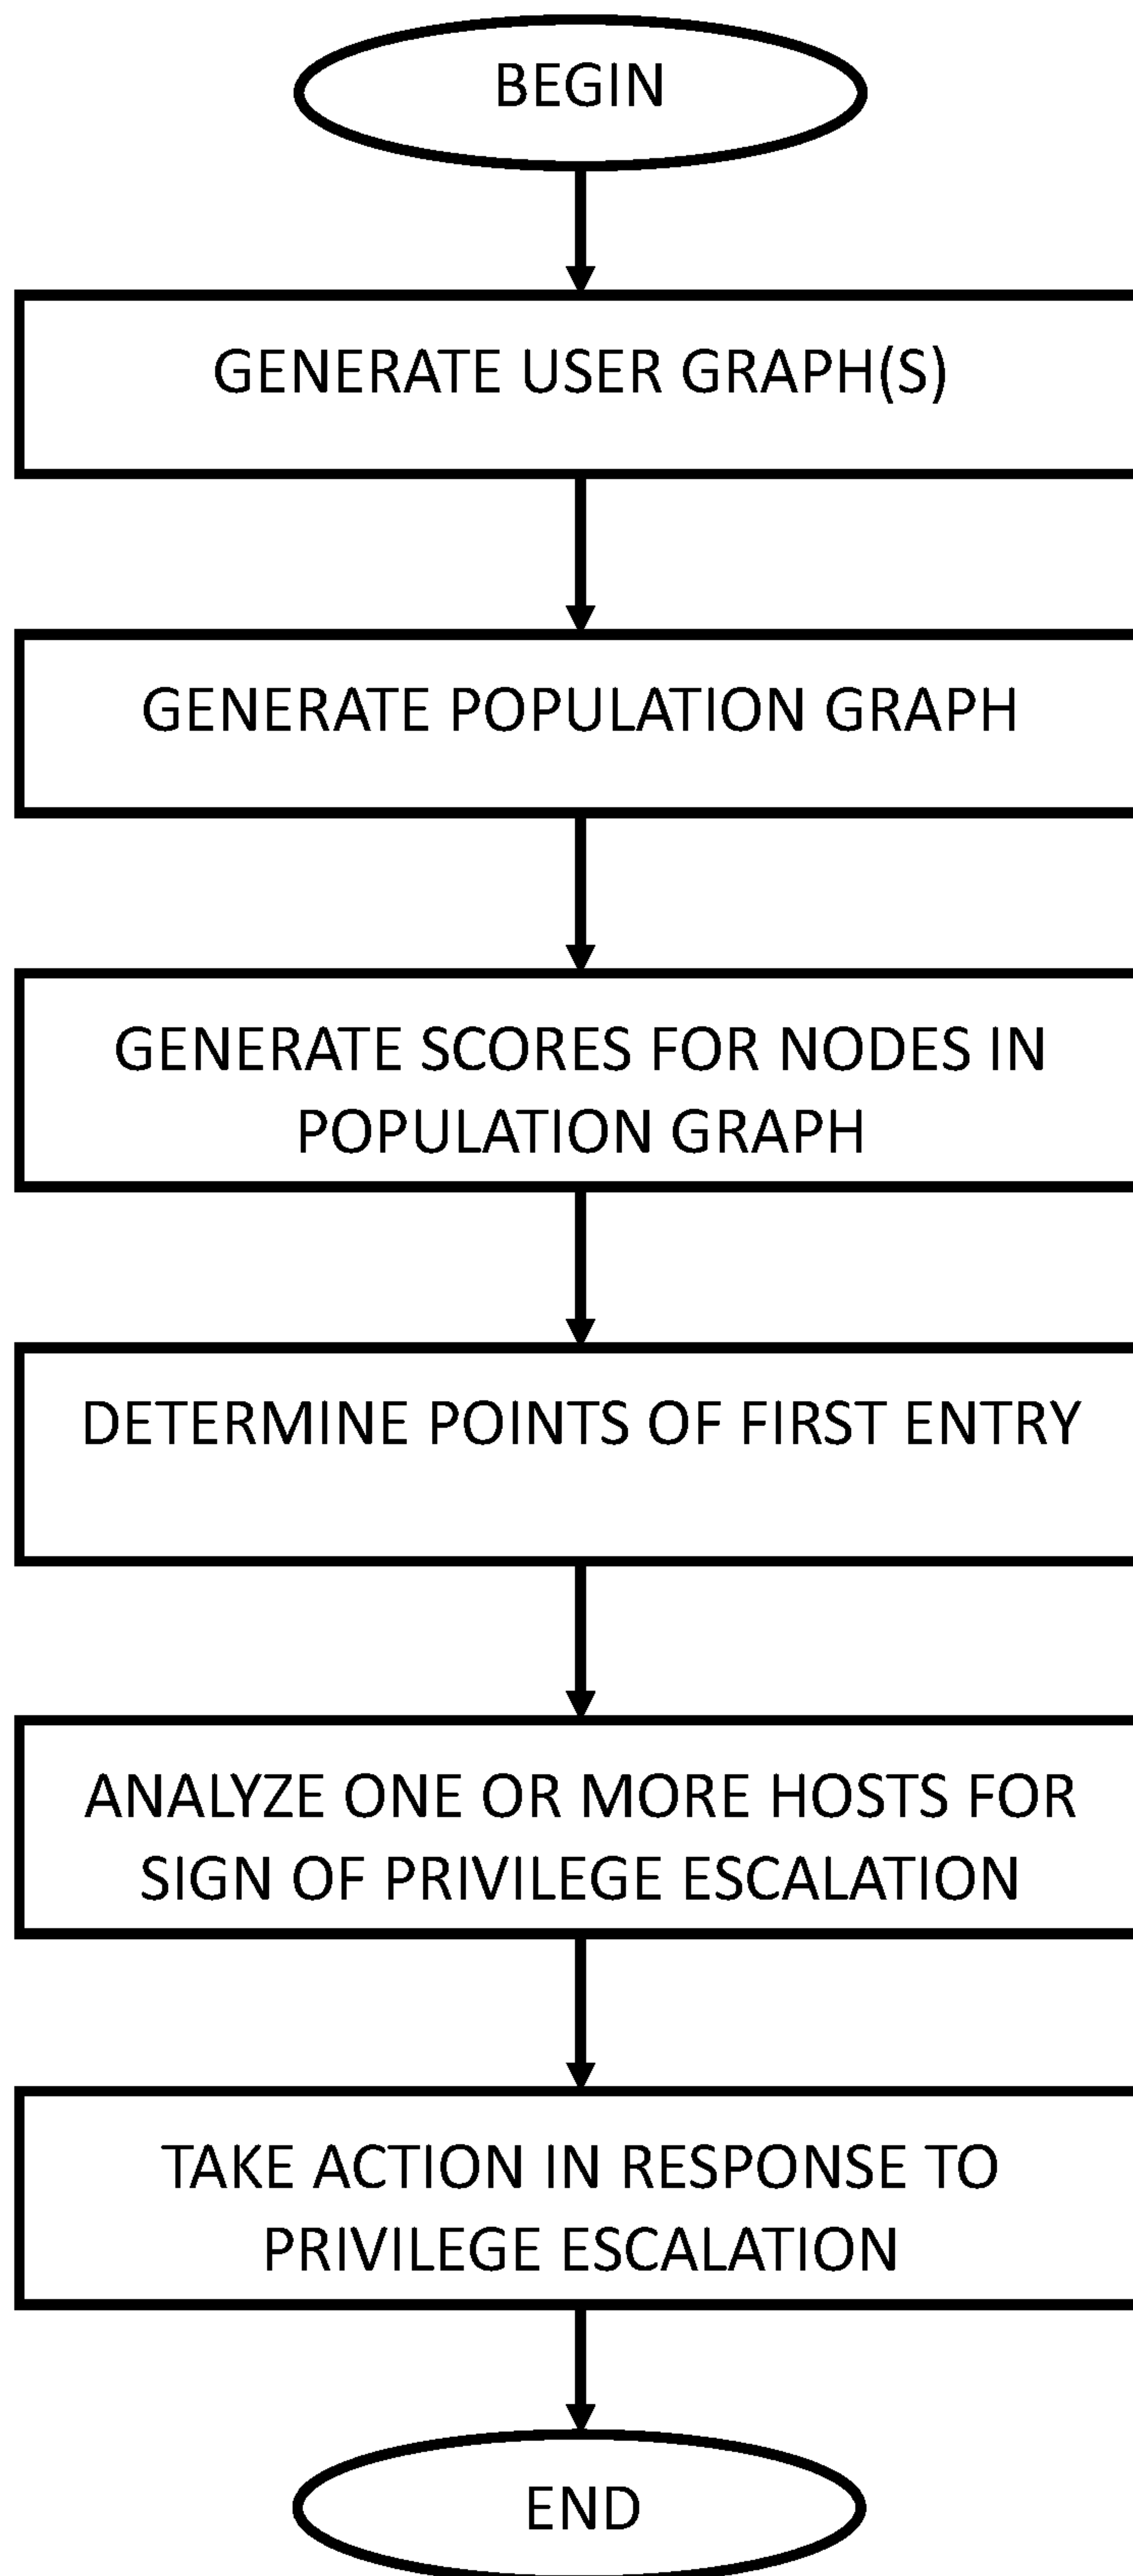 BEGIN
GENERATE USER GRAPH(S)
GENERATE POPULATION GRAPH
GENERATE SCORES FOR NODES IN
POPULATION GRAPH
DETERMINE POINTS OF FIRST ENTRY
ANALYZE ONE OR MORE HOSTS FOR
SIGN OF PRIVILEGE ESCALATION
TAKE ACTION IN RESPONSE TO
PRIVILEGE ESCALATION
END